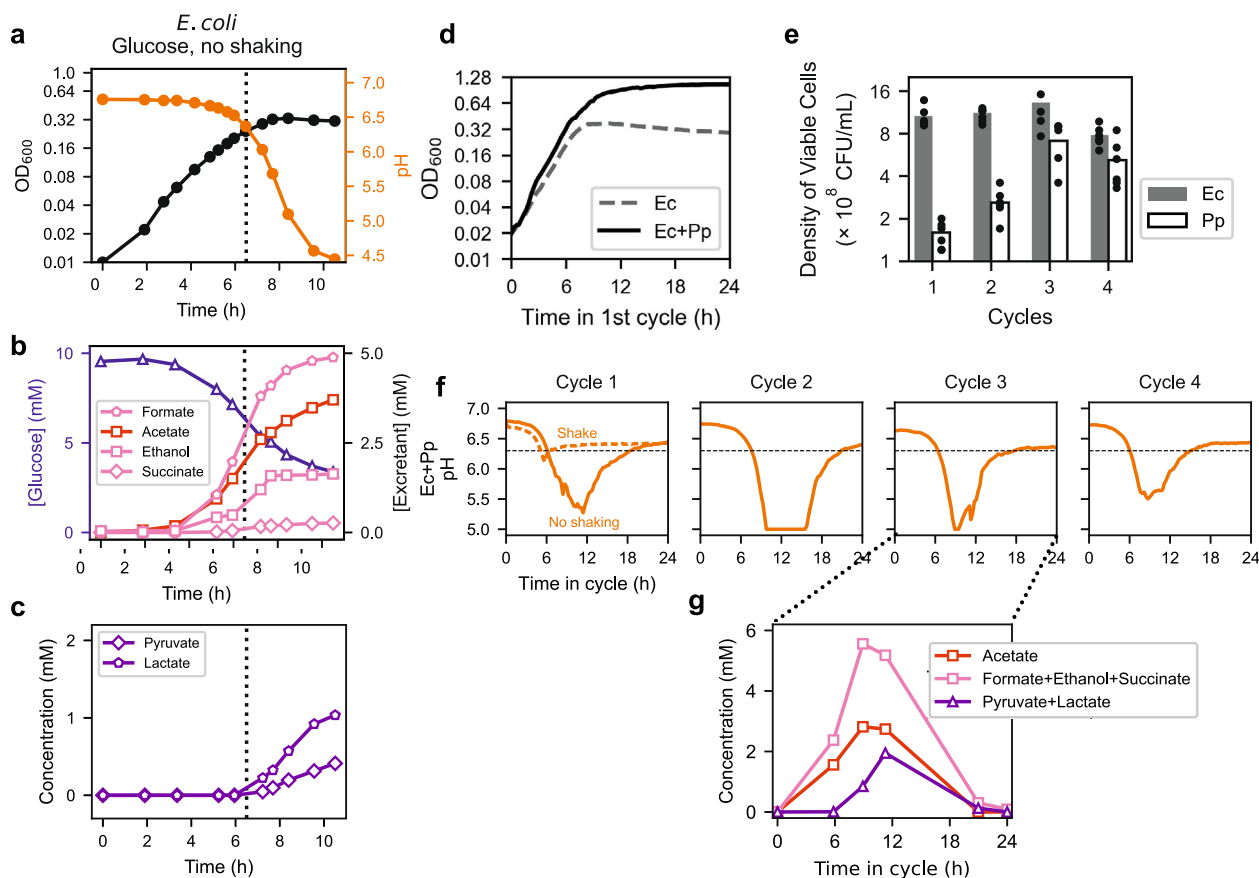 a
E. coli
Glucose, no shaking
OD600
1.0
0.64
0.32
0.16
0.08
0.04
0.02
0.01
7.0
6.5
6.0
5.5
5.0
4.5
pH
0 2 4 6 8 10
Time (h)
b
[Glucose] (mM)
10
5
0
Formate
Acetate
Ethanol
Succinate
5.0
2.5
0.0
[Excretant] (mM)
0 2 4 6 8 10
Time (h)
c
Concentration (mM)
2
1
0
Pyruvate
Lactate
0 2 4 6 8 10
Time (h)
d
OD600
1.28
0.64
0.32
0.16
0.08
0.04
0.02
0.01
Ec
Ec+Pp
0 6 12 18 24
Time in 1st cycle (h)
e
Density of Viable Cells
(× 10^8 CFU/mL)
16
8
4
2
1
1 2 3 4
Cycles
Ec
Pp
f
Cycle 1 Cycle 2 Cycle 3 Cycle 4
Ec+Pp
pH
7.0
6.5
6.0
5.5
5.0
Shake
No shaking
0 6 12 18 24 0 6 12 18 24 0 6 12 18 24 0 6 12 18 24
Time in cycle (h)
g
Concentration (mM)
6
4
2
0
Acetate
Formate+Ethanol+Succinate
Pyruvate+Lactate
0 6 12 18 24
Time in cycle (h)